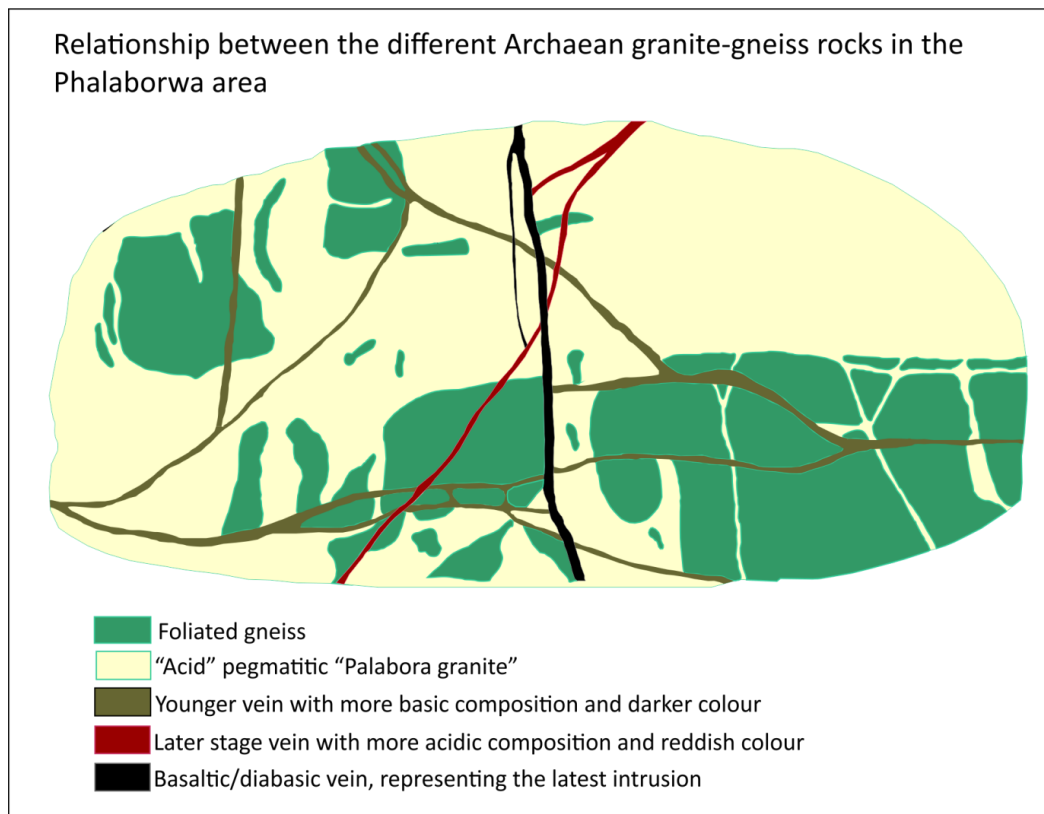 Relationship between the different Archaean granite-gneiss rocks in the
Phalaborwa area
Foliated gneiss
“Acid” pegmatitic “Palabora granite”
Younger vein with more basic composition and darker colour
Later stage vein with more acidic composition and reddish colour
Basaltic/diabasic vein, representing the latest intrusion